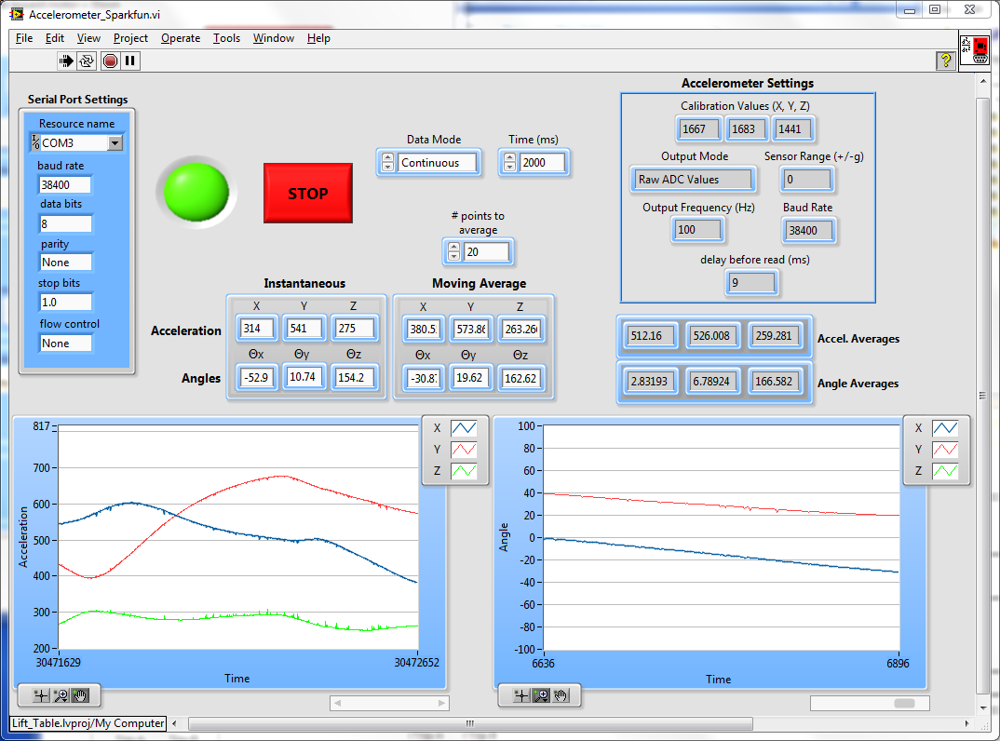 Accelerometer_Sparkfun.vi
File Edit View Project Operate Tools Window Help
?
Serial Port Settings
Resource name
I/O COM3
baud rate
38400
data bits
8
parity
None
stop bits
1.0
flow control
None
STOP
Data Mode
Continuous
Time (ms)
2000
# points to
average
20
Accelerometer Settings
Calibration Values (X, Y, Z)
1667 1683 1441
Output Mode Sensor Range (+/-g)
Raw ADC Values 0
Output Frequency (Hz) Baud Rate
100 38400
delay before read (ms)
9
Instantaneous
X Y Z
Acceleration 314 541 275
Θx Θy Θz
Angles -52.9 10.74 154.2
Moving Average
X Y Z
380.5 573.86 263.26
Θx Θy Θz
-30.8 19.62 162.62
512.16 526.008 259.281 Accel. Averages
2.83193 6.78924 166.582 Angle Averages
817
700
600
500
400
300
200
Acceleration
30471629 30472652
Time
X
Y
Z
100
80
60
40
20
0
-20
-40
-60
-80
-100
Angle
6636 6896
Time
X
Y
Z
Lift_Table.lvproj/My Computer